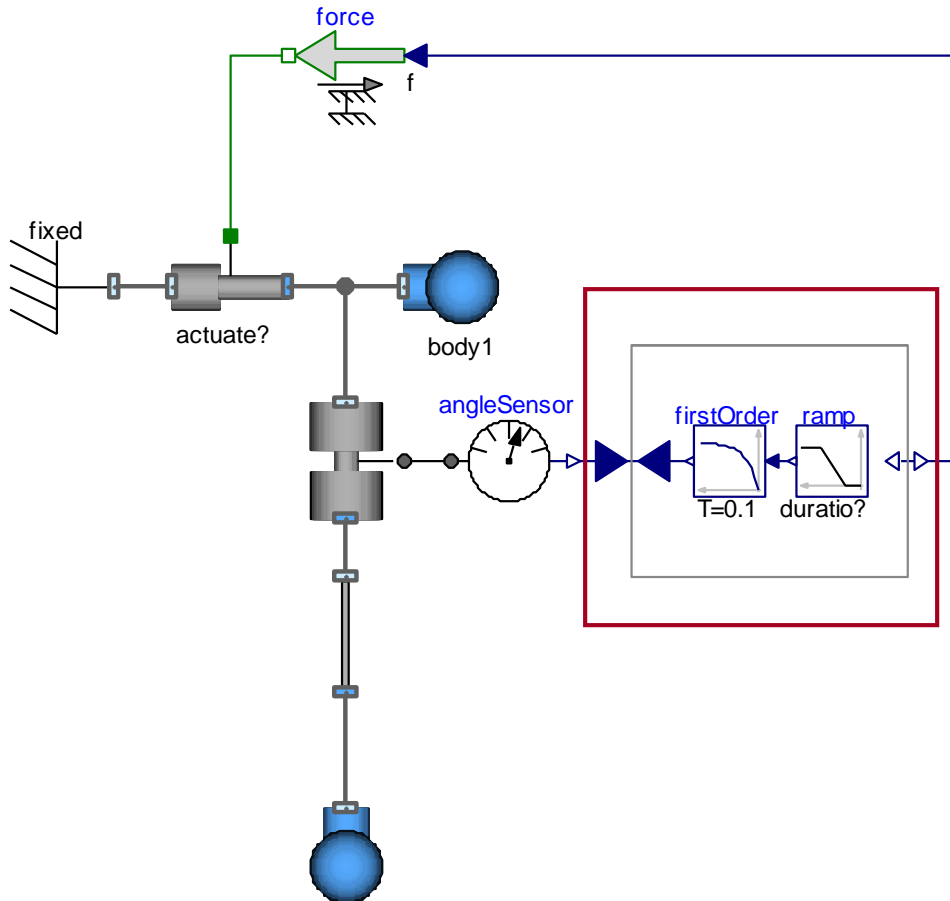 force
f
fixed
actuate?
body1
angleSensor
firstOrder
ramp
T=0.1
duratio?